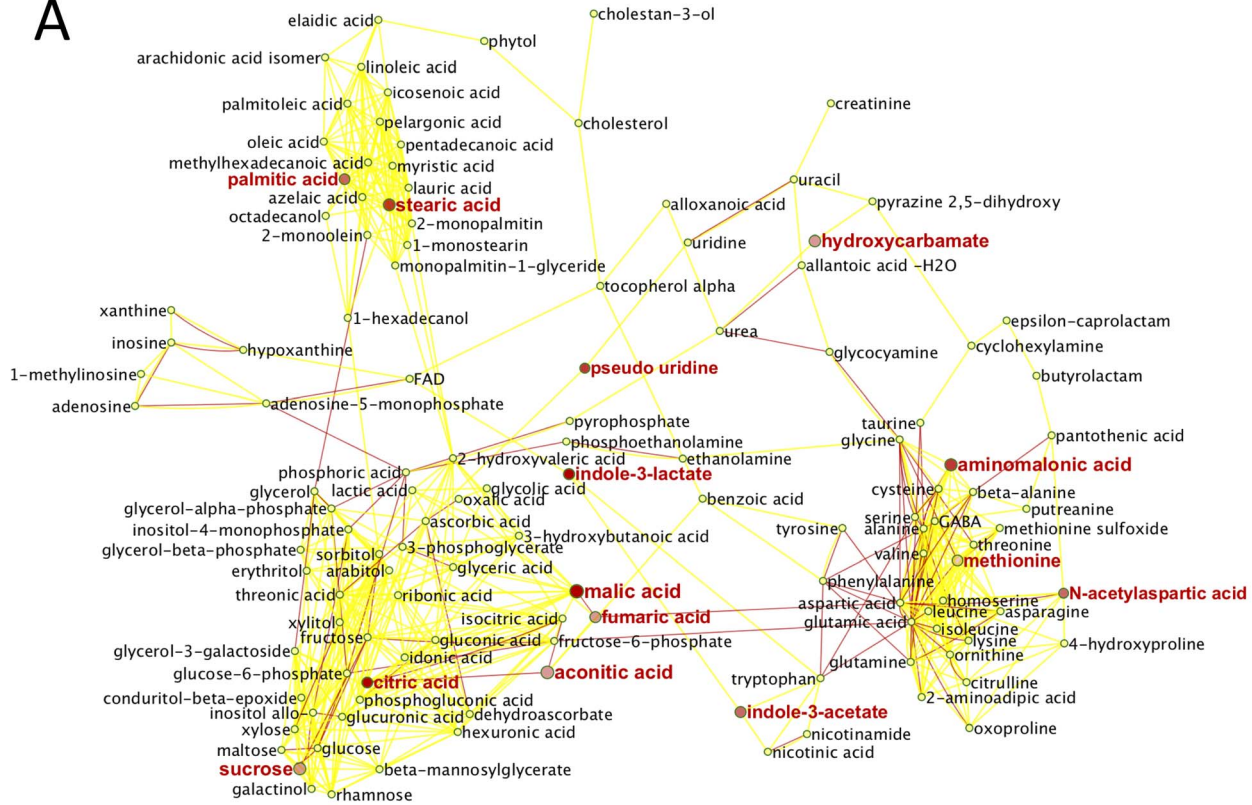 A
elaidic acid
cholestan-3-ol
phytol
arachidonic acid isomer
linoleic acid
icosenoic acid
palmitoleic acid
creatinine
pelargonic acid
cholesterol
oleic acid
pentadecanoic acid
methylhexadecanoic acid
myristic acid
palmitic acid
uracil
lauric acid
azelaic acid
stearic acid
alloxanoic acid
pyrazine 2,5-dihydroxy
octadecanol
2-monopalmitin
2-monoolein
uridine
hydroxycarbamate
1-monostearin
monopalmitin-1-glyceride
allantoic acid -H2O
tocopherol alpha
xanthine
1-hexadecanol
epsilon-caprolactam
urea
inosine
hypoxanthine
cyclohexylamine
glycocyamine
1-methylinosine
FAD
pseudo uridine
butyrolactam
adenosine
adenosine-5-monophosphate
pyrophosphate
taurine
phosphoethanolamine
glycine
pantothenic acid
2-hydroxyvaleric acid
ethanolamine
aminomalonic acid
phosphoric acid
indole-3-lactate
glycerol
lactic acid
glycolic acid
cysteine
beta-alanine
oxalic acid
benzoic acid
glycerol-alpha-phosphate
putreanine
serine
GABA
ascorbic acid
inositol-4-monophosphate
3-hydroxybutanoic acid
tyrosine
alanine
methionine sulfoxide
glycerol-beta-phosphate
sorbitol
3-phosphoglycerate
threonine
valine
methionine
erythritol
arabitol
glyceric acid
phenylalanine
threonic acid
ribonic acid
malic acid
N-acetylaspartic acid
aspartic acid
homoserine
leucine
asparagine
xylitol
isocitric acid
fumaric acid
glutamic acid
isoleucine
fructose
gluconic acid
fructose-6-phosphate
lysine
4-hydroxyproline
glycerol-3-galactoside
idonic acid
glutamine
ornithine
glucose-6-phosphate
aconitic acid
tryptophan
citrulline
citric acid
conduritol-beta-epoxide
phosphogluconic acid
2-aminoadipic acid
inositol allo-
glucuronic acid
dehydroascorbate
indole-3-acetate
xylose
hexuronic acid
nicotinamide
oxoproline
maltose
glucose
nicotinic acid
sucrose
beta-mannosylglycerate
galactinol
rhamnose